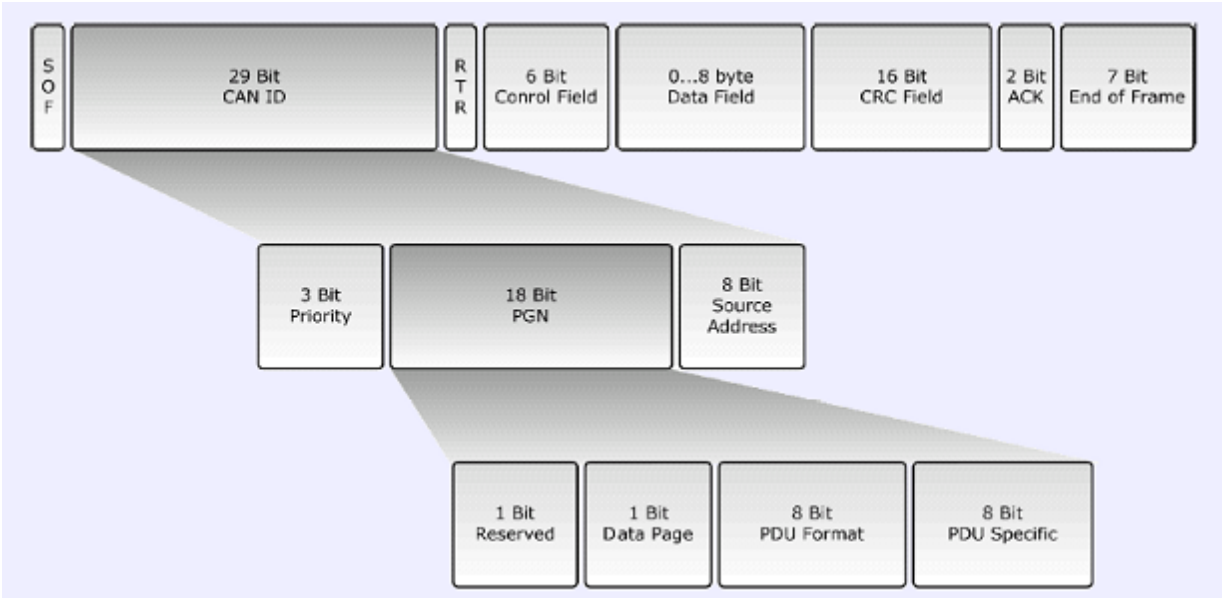 SOF
29 Bit
CAN ID
RTR
6 Bit
Conrol Field
0...8 byte
Data Field
16 Bit
CRC Field
2 Bit
ACK
7 Bit
End of Frame
3 Bit
Priority
18 Bit
PGN
8 Bit
Source
Address
1 Bit
Reserved
1 Bit
Data Page
8 Bit
PDU Format
8 Bit
PDU Specific